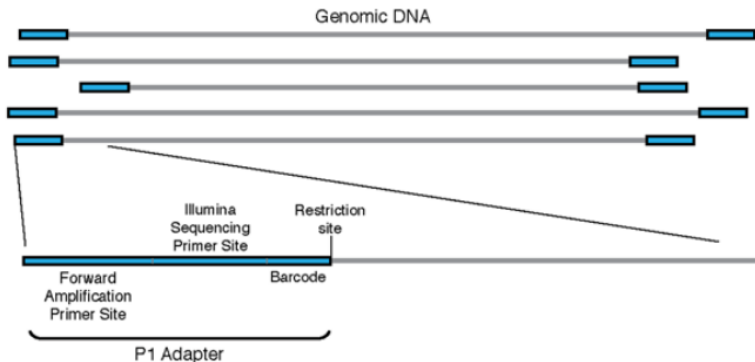 Genomic DNA
Illumina
Sequencing
Primer Site
Restriction
site
Forward
Amplification
Primer Site
Barcode
P1 Adapter